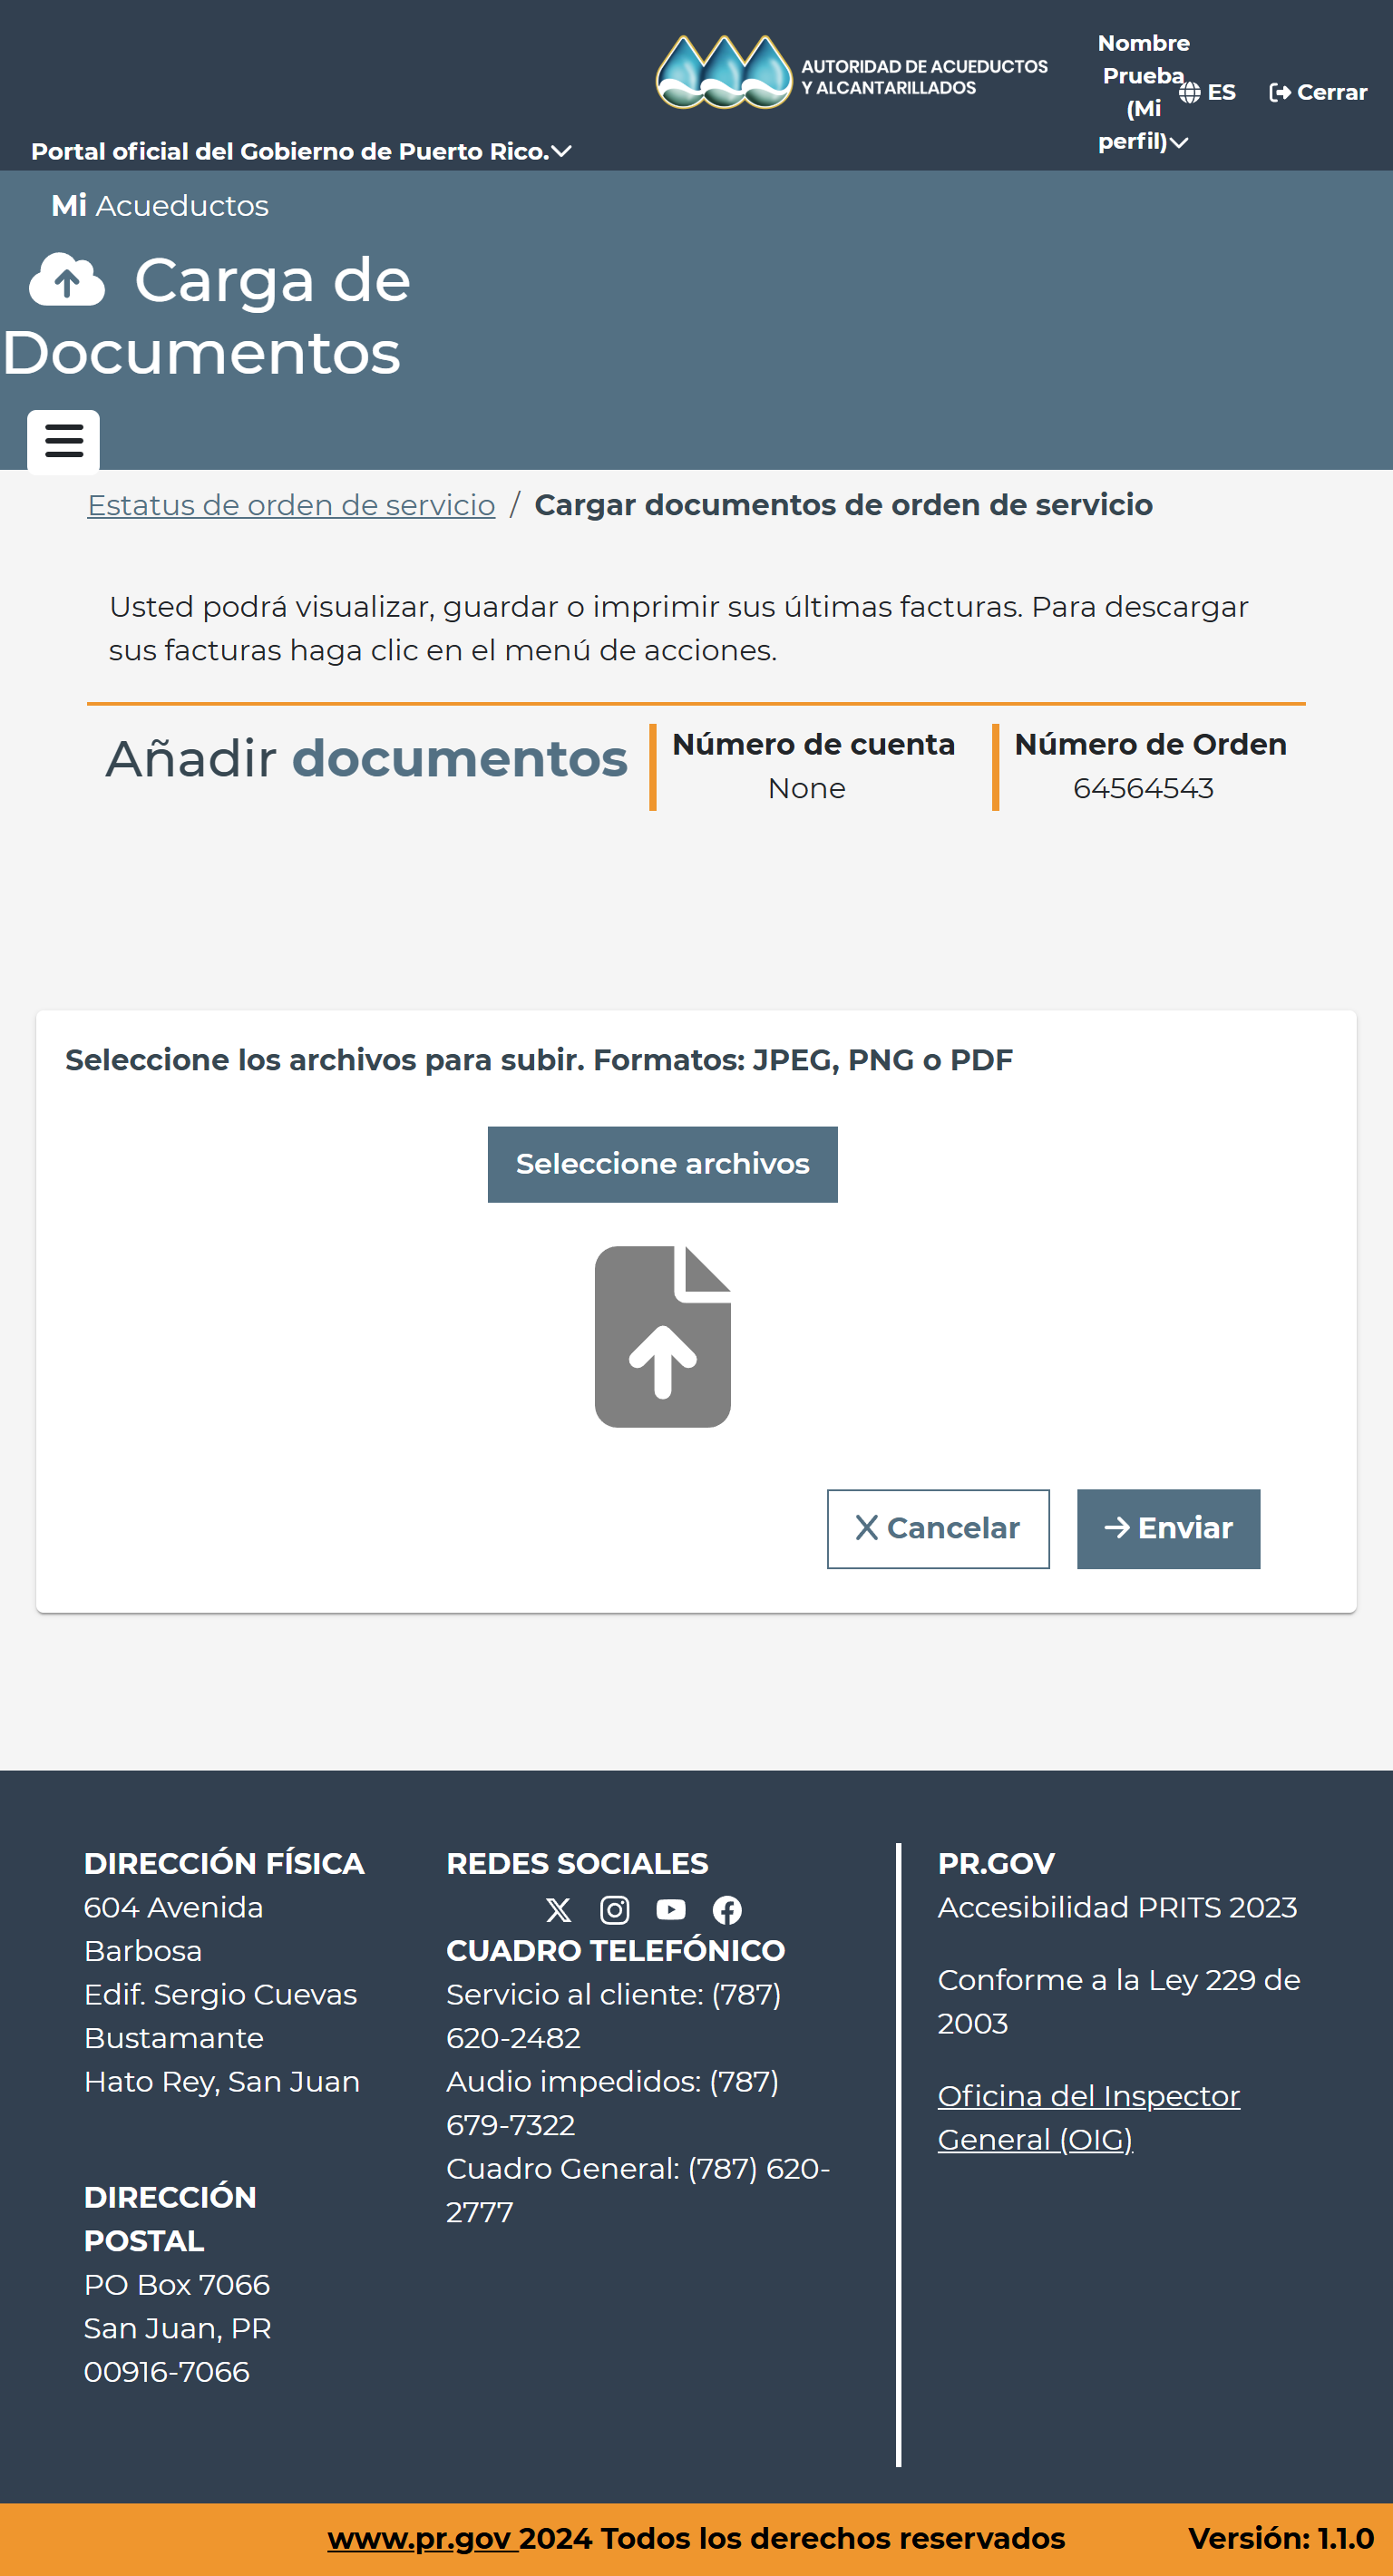 AUTORIDAD DE ACUEDUCTOS
Y ALCANTARILLADOS
Nombre
Prueba
(Mi
perfil)
ES
Cerrar
Portal oficial del Gobierno de Puerto Rico.
Mi Acueductos
Carga de
Documentos
Estatus de orden de servicio / Cargar documentos de orden de servicio
Usted podrá visualizar, guardar o imprimir sus últimas facturas. Para descargar
sus facturas haga clic en el menú de acciones.
Añadir documentos
Número de cuenta
None
Número de Orden
64564543
Seleccione los archivos para subir. Formatos: JPEG, PNG o PDF
Seleccione archivos
Cancelar
Enviar
DIRECCIÓN FÍSICA
604 Avenida
Barbosa
Edif. Sergio Cuevas
Bustamante
Hato Rey, San Juan
DIRECCIÓN
POSTAL
PO Box 7066
San Juan, PR
00916-7066
REDES SOCIALES
CUADRO TELEFÓNICO
Servicio al cliente: (787)
620-2482
Audio impedidos: (787)
679-7322
Cuadro General: (787) 620-
2777
PR.GOV
Accesibilidad PRITS 2023
Conforme a la Ley 229 de
2003
Oficina del Inspector
General (OIG)
www.pr.gov 2024 Todos los derechos reservados
Versión: 1.1.0